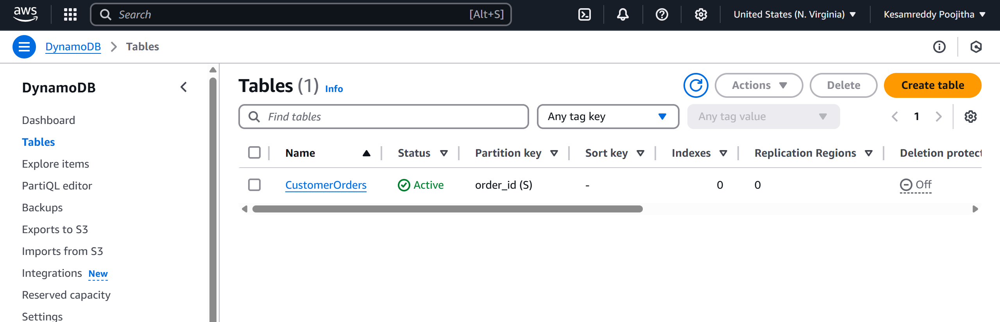 aws Search [Alt+S] United States (N. Virginia) Kesamreddy Poojitha
DynamoDB Tables
DynamoDB
Dashboard
Tables
Explore items
PartiQL editor
Backups
Exports to S3
Imports from S3
Integrations New
Reserved capacity
Settings
Tables (1) Info Actions Delete Create table
Find tables Any tag key Any tag value 1
Name Status Partition key Sort key Indexes Replication Regions Deletion protect
CustomerOrders Active order_id (S) - 0 0 Off